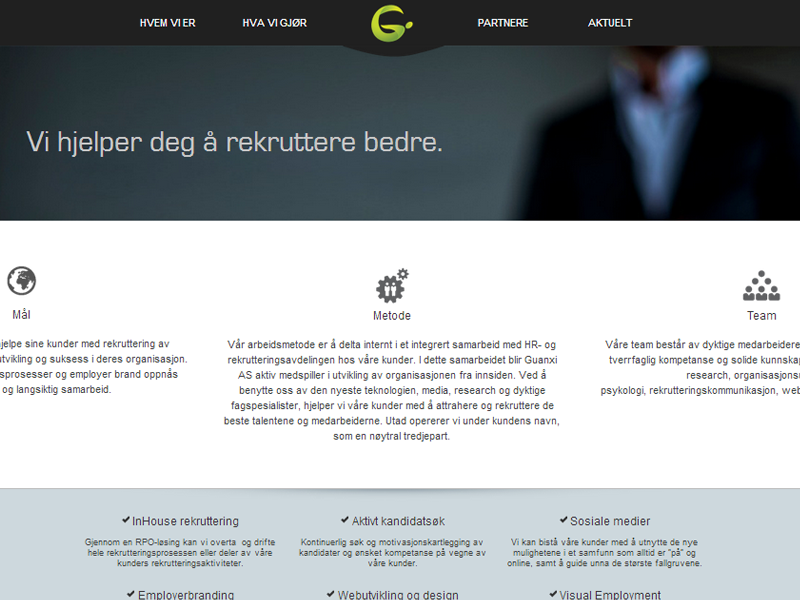 HVEM VI ER
HVA VI GJØR
G
PARTNERE
AKTUELT
Vi hjelper deg å rekruttere bedre.
Mål
jelpe sine kunder med rekruttering av
tvikling og suksess i deres organisasjon.
sprosesser og employer brand oppnås
og langsiktig samarbeid.
Metode
Vår arbeidsmetode er å delta internt i et integrert samarbeid med HR- og
rekrutteringsavdelingen hos våre kunder. I dette samarbeidet blir Guanxi
AS aktiv medspiller i utvikling av organisasjonen fra innsiden. Ved å
benytte oss av den nyeste teknologien, media, research og dyktige
fagspesialister, hjelper vi våre kunder med å attrahere og rekruttere de
beste talentene og medarbeiderne. Utad opererer vi under kundens navn,
som en nøytral tredjepart.
Team
Våre team består av dyktige medarbeidere
tverrfaglig kompetanse og solide kunnska
research, organisasjons
psykologi, rekrutteringskommunikasjon, web
InHouse rekruttering
Gjennom en RPO-løsing kan vi overta og drifte
hele rekrutteringsprosessen eller deler av våre
kunders rekrutteringsaktiviteter.
Aktivt kandidatsøk
Kontinuerlig søk og motivasjonskartlegging av
kandidater og ønsket kompetanse på vegne av
våre kunder.
Sosiale medier
Vi kan bistå våre kunder med å utnytte de nye
mulighetene i et samfunn som alltid er "på" og
online, samt å guide unna de største fallgruvene.
Employerbranding
Webutvikling og design
Visual Employment